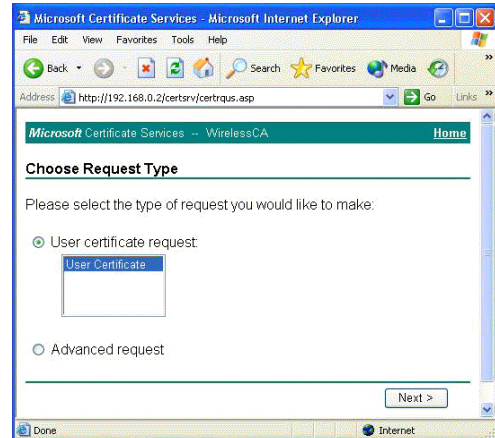 Microsoft Certificate Services - Microsoft Internet Explorer
File Edit View Favorites Tools Help
Back Search Favorites Media
Address http://192.168.0.2/certsrv/certrqus.asp Go Links
Microsoft Certificate Services -- WirelessCA Home
Choose Request Type
Please select the type of request you would like to make:
User certificate request:
User Certificate
Advanced request
Next >
Done Internet